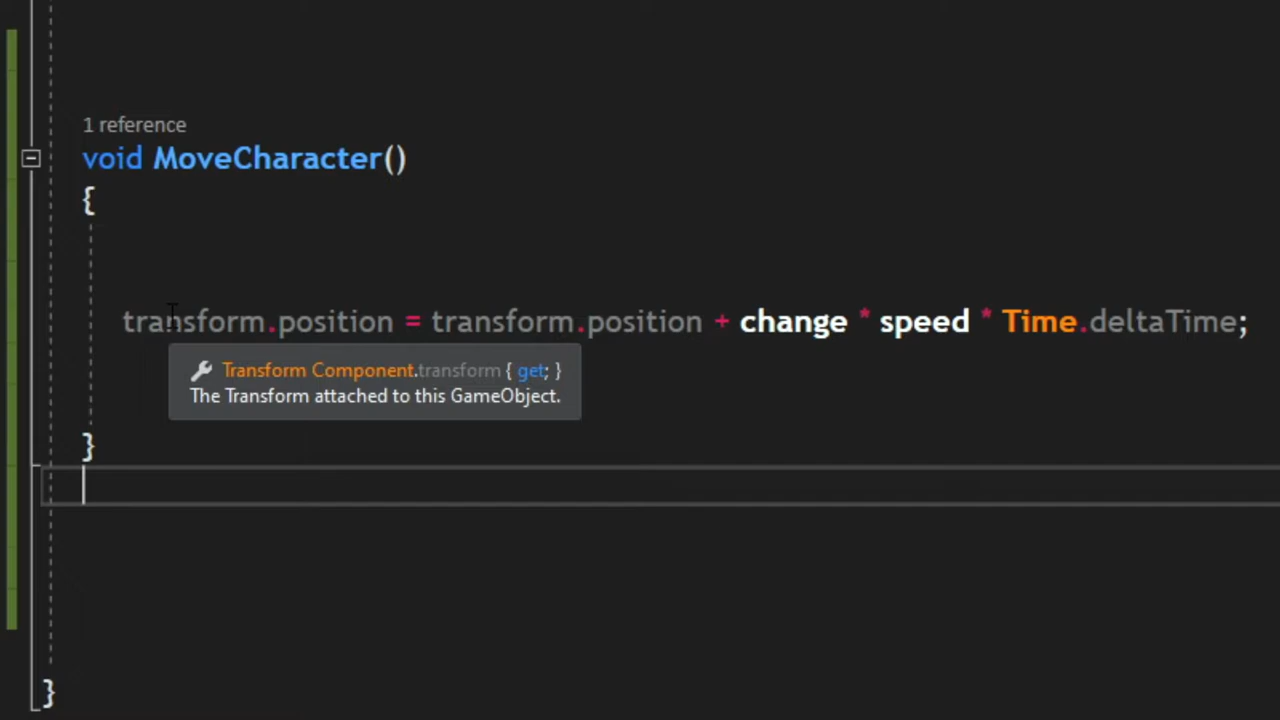 1 reference
void MoveCharacter()
{
transform.position = transform.position + change * speed * Time.deltaTime;
Transform Component.transform { get; }
The Transform attached to this GameObject.
}
}